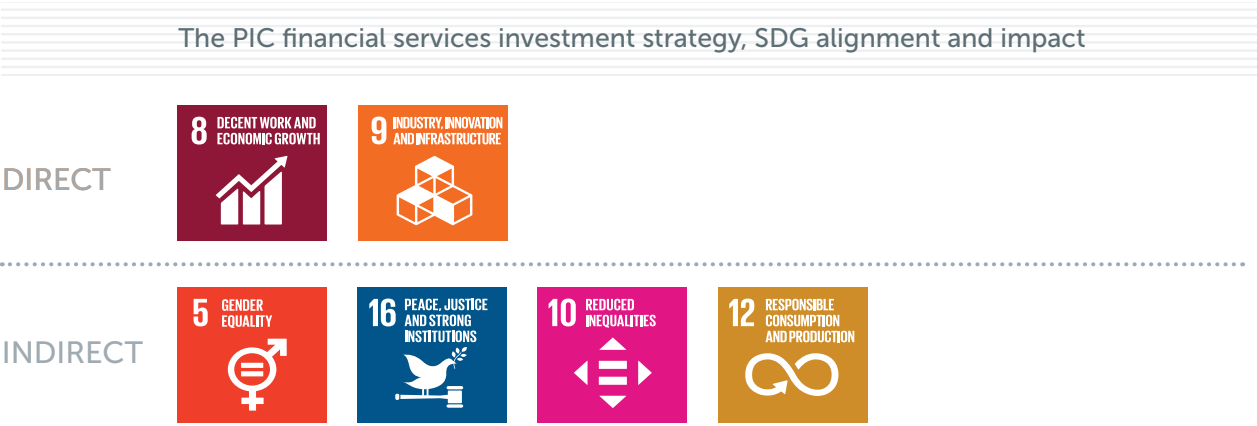 The PIC financial services investment strategy, SDG alignment and impact
DIRECT
8 DECENT WORK AND
ECONOMIC GROWTH
9 INDUSTRY, INNOVATION
AND INFRASTRUCTURE
INDIRECT
5 GENDER
EQUALITY
16 PEACE, JUSTICE
AND STRONG
INSTITUTIONS
10 REDUCED
INEQUALITIES
12 RESPONSIBLE
CONSUMPTION
AND PRODUCTION